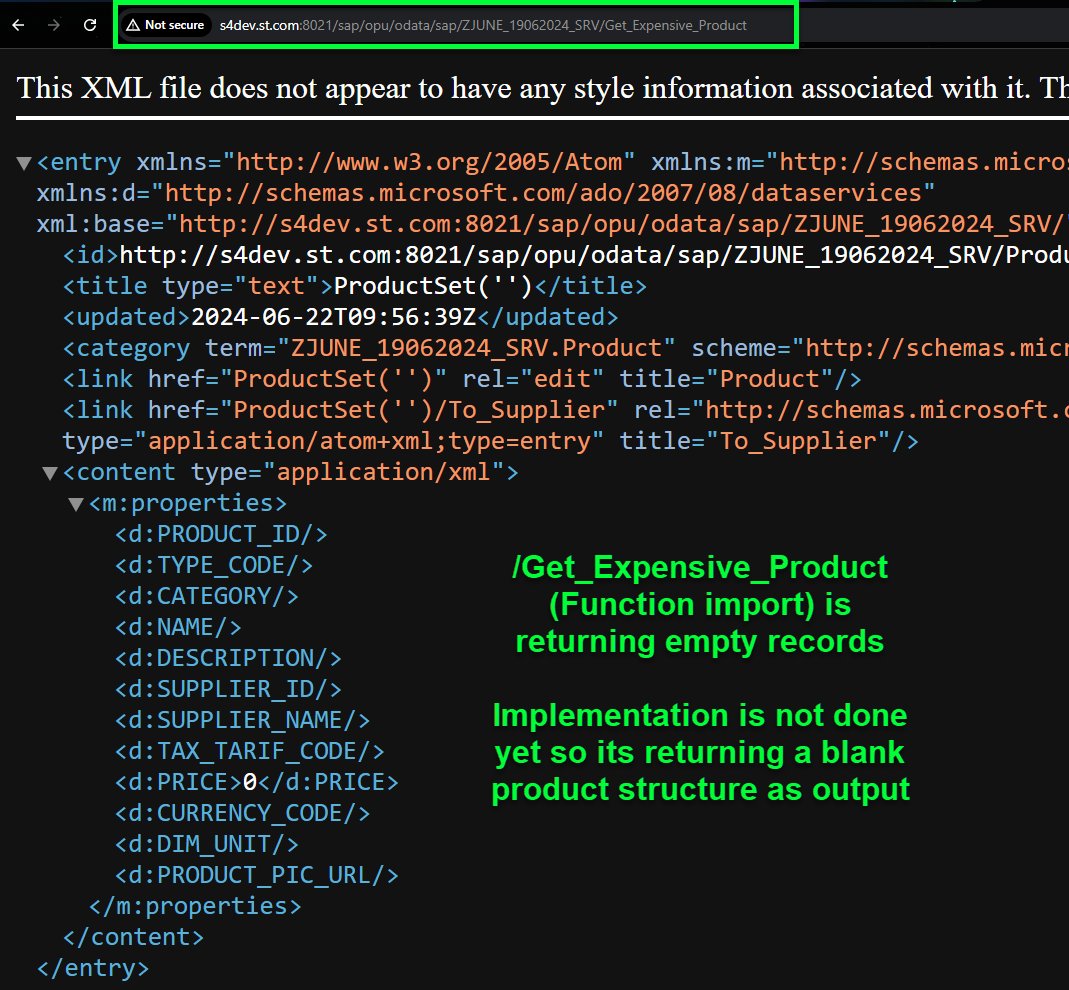 Not secure s4dev.st.com:8021/sap/opu/odata/sap/ZJUNE_19062024_SRV/Get_Expensive_Product
This XML file does not appear to have any style information associated with it.
<entry xmlns="http://www.w3.org/2005/Atom" xmlns:m="http://schemas.micros
xmlns:d="http://schemas.microsoft.com/ado/2007/08/dataservices"
xml:base="http://s4dev.st.com:8021/sap/opu/odata/sap/ZJUNE_19062024_SRV/"
<id>http://s4dev.st.com:8021/sap/opu/odata/sap/ZJUNE_19062024_SRV/Produ
<title type="text">ProductSet('')</title>
<updated>2024-06-22T09:56:39Z</updated>
<category term="ZJUNE_19062024_SRV.Product" scheme="http://schemas.micr
<link href="ProductSet('')" rel="edit" title="Product"/>
<link href="ProductSet('')/To_Supplier" rel="http://schemas.microsoft.c
type="application/atom+xml;type=entry" title="To_Supplier"/>
<content type="application/xml">
<m:properties>
<d:PRODUCT_ID/>
<d:TYPE_CODE/>
<d:CATEGORY/>
<d:NAME/>
<d:DESCRIPTION/>
<d:SUPPLIER_ID/>
<d:SUPPLIER_NAME/>
<d:TAX_TARIF_CODE/>
<d:PRICE>0</d:PRICE>
<d:CURRENCY_CODE/>
<d:DIM_UNIT/>
<d:PRODUCT_PIC_URL/>
</m:properties>
</content>
</entry>
/Get_Expensive_Product
(Function import) is
returning empty records
Implementation is not done
yet so its returning a blank
product structure as output